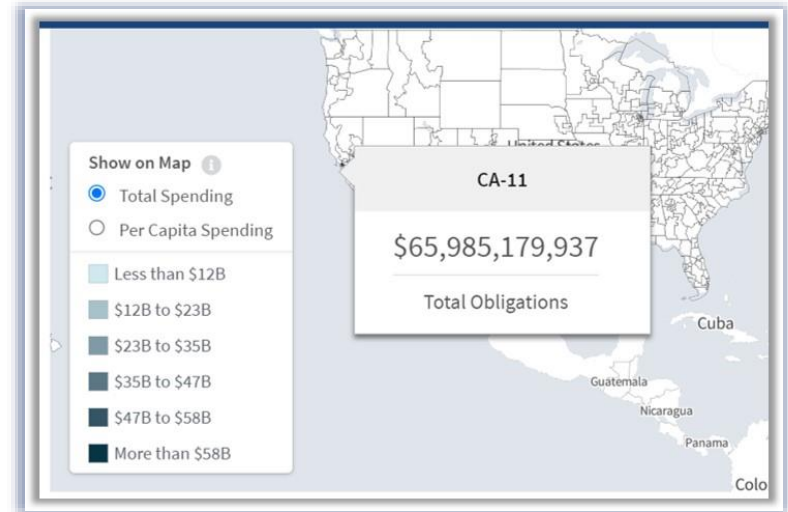 Show on Map
Total Spending
Per Capita Spending
Less than $12B
$12B to $23B
$23B to $35B
$35B to $47B
$47B to $58B
More than $58B
United States
CA-11
$65,985,179,937
Total Obligations
Cuba
Guatemala
Nicaragua
Panama
Colo